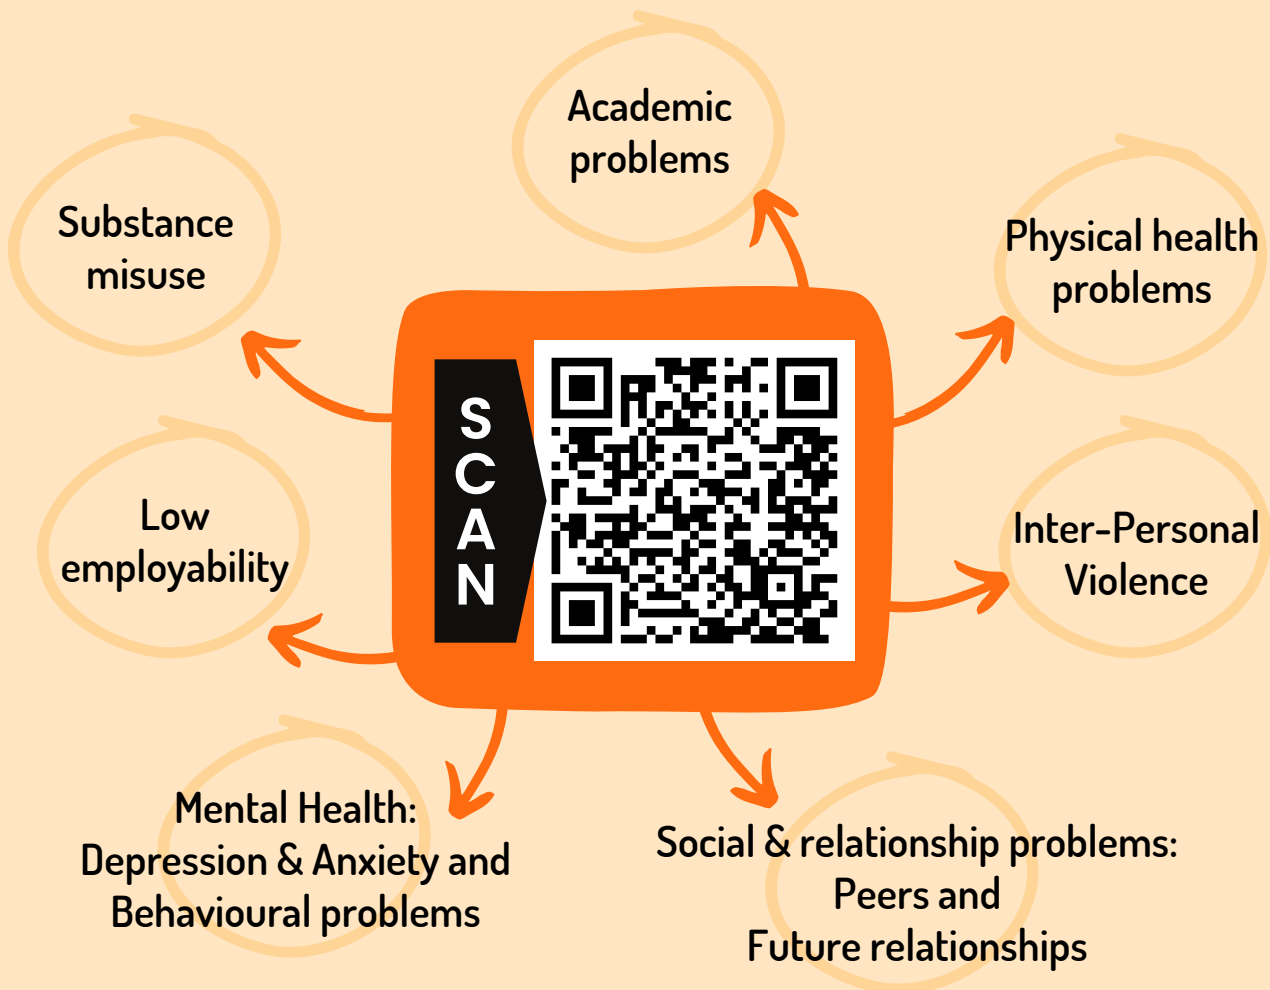 Academic
problems
Substance
misuse
Physical health
problems
SCAN
Low
employability
Inter-Personal
Violence
Mental Health:
Depression & Anxiety and
Behavioural problems
Social & relationship problems:
Peers and
Future relationships